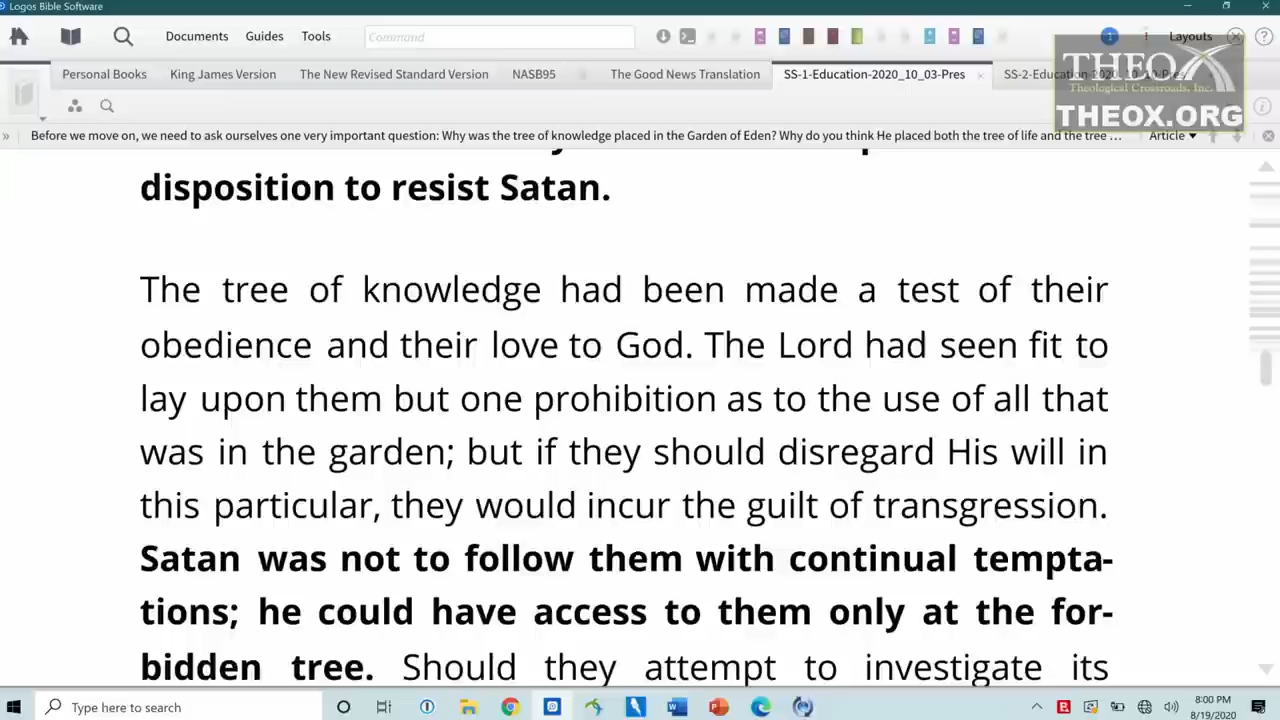 Logos Bible Software
Documents Guides Tools Command Layouts
Personal Books King James Version The New Revised Standard Version NASB95 The Good News Translation SS-1-Education-2020_10_03-Pres SS-2-Education-2020_10_10-Pres
THEOX
Theological Crossroads, Inc.
THEOX.ORG
Before we move on, we need to ask ourselves one very important question: Why was the tree of knowledge placed in the Garden of Eden? Why do you think He placed both the tree of life and the tree ... Article
disposition to resist Satan.
The tree of knowledge had been made a test of their
obedience and their love to God. The Lord had seen fit to
lay upon them but one prohibition as to the use of all that
was in the garden; but if they should disregard His will in
this particular, they would incur the guilt of transgression.
Satan was not to follow them with continual tempta-
tions; he could have access to them only at the for-
bidden tree. Should they attempt to investigate its
Type here to search
8:00 PM
8/19/2020